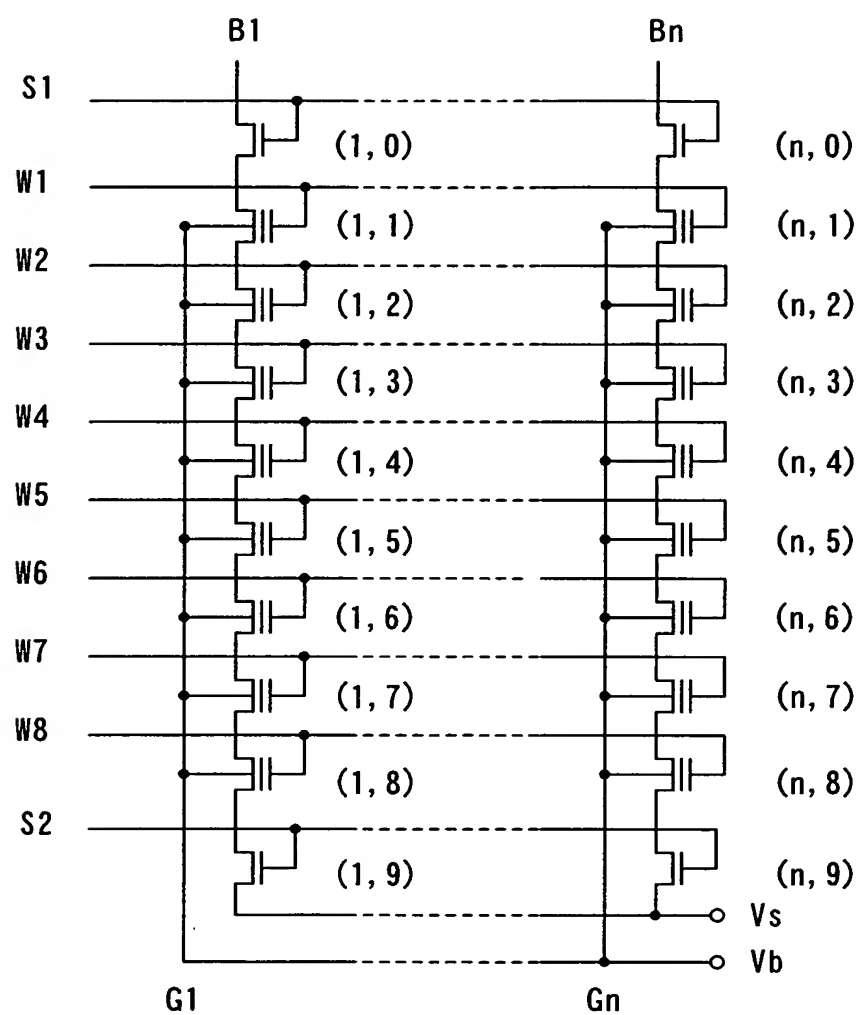 B1 Bn
S1
(1, 0) (n, 0)
W1
(1, 1) (n, 1)
W2
(1, 2) (n, 2)
W3
(1, 3) (n, 3)
W4
(1, 4) (n, 4)
W5
(1, 5) (n, 5)
W6
(1, 6) (n, 6)
W7
(1, 7) (n, 7)
W8
(1, 8) (n, 8)
S2
(1, 9) (n, 9)
Vs
Vb
G1 Gn